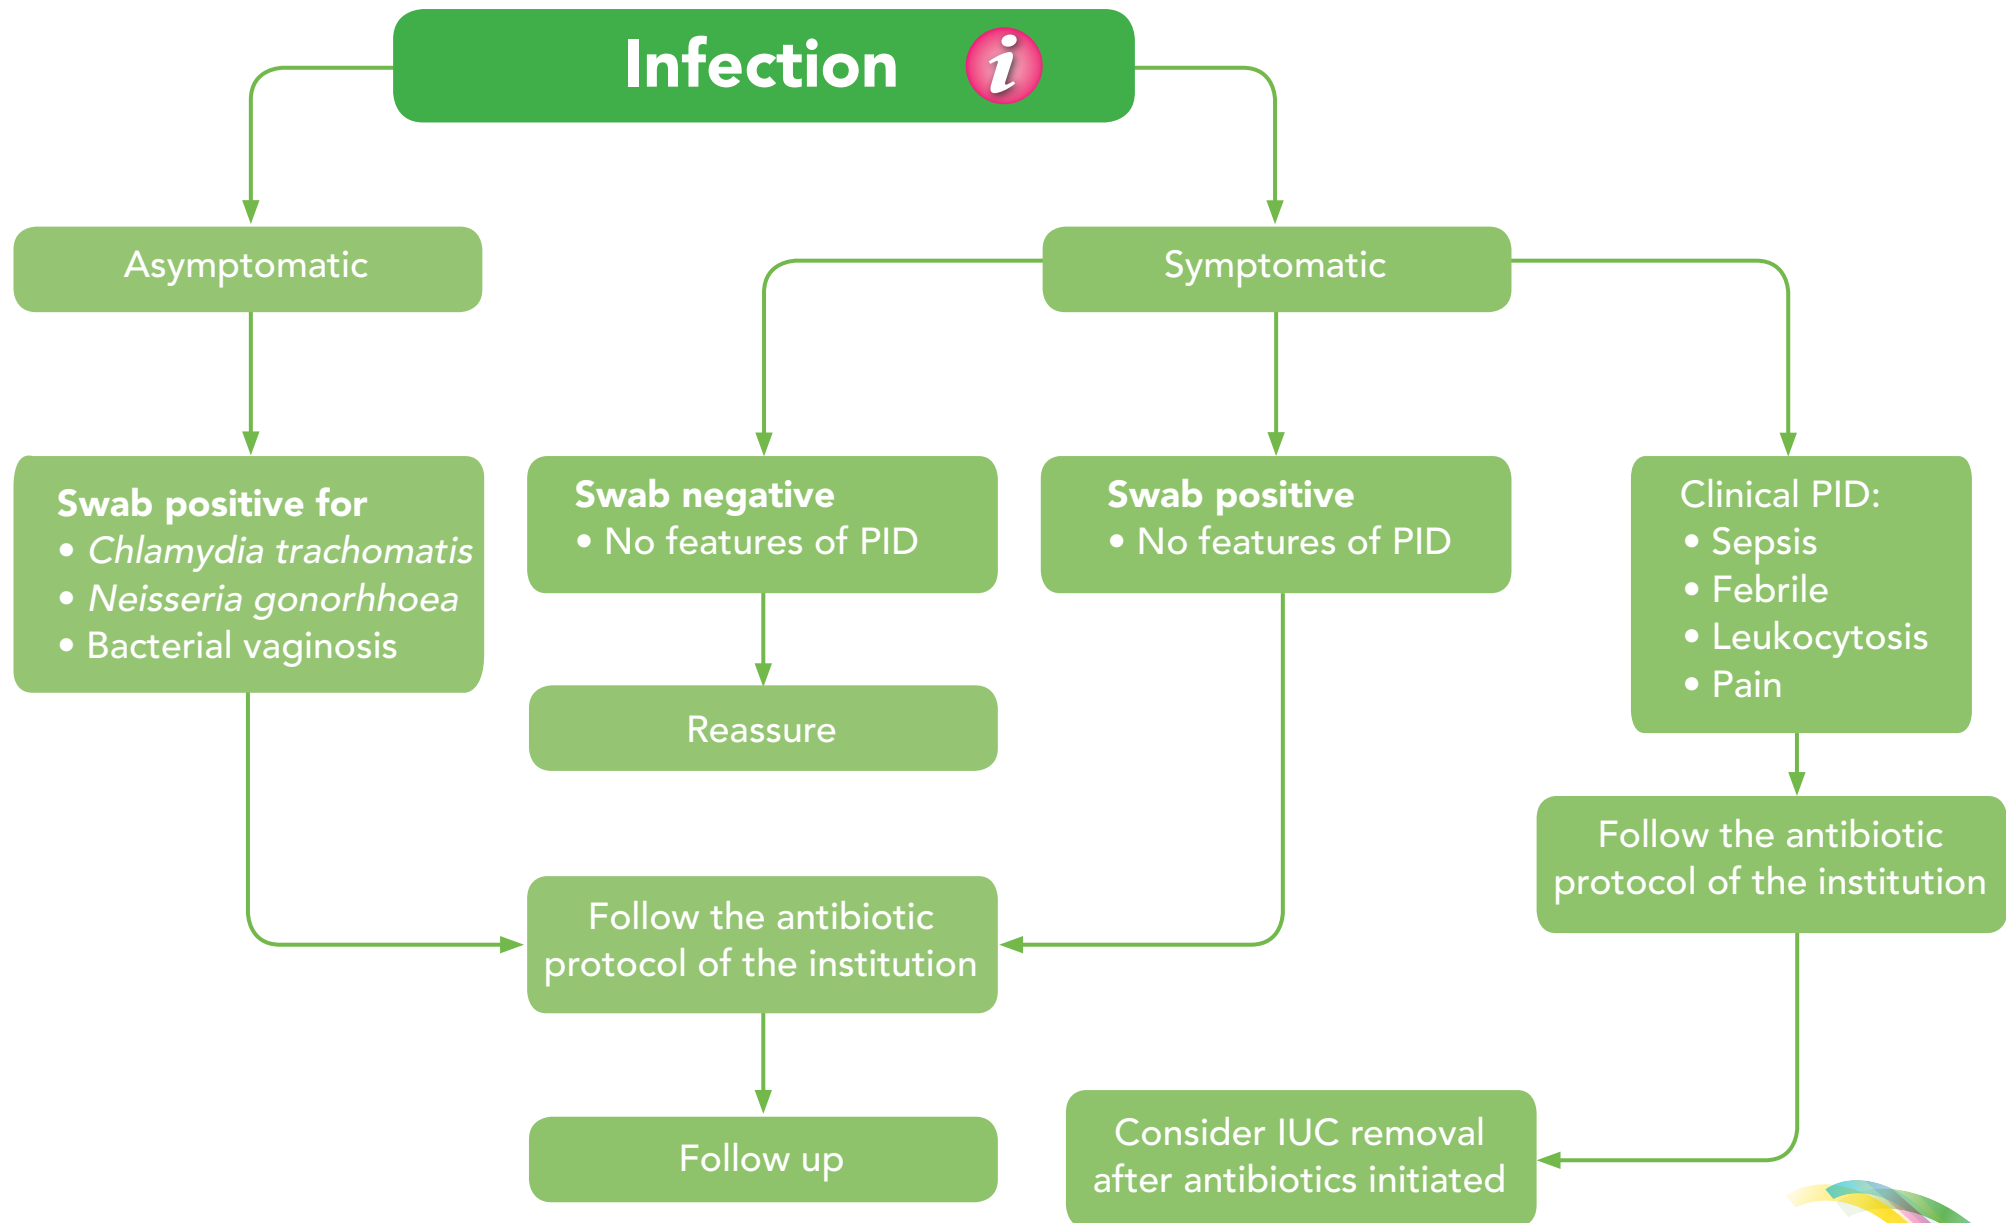 Infection i
Asymptomatic
Symptomatic
Swab positive for
• Chlamydia trachomatis
• Neisseria gonorhhoea
• Bacterial vaginosis
Swab negative
• No features of PID
Swab positive
• No features of PID
Clinical PID:
• Sepsis
• Febrile
• Leukocytosis
• Pain
Reassure
Follow the antibiotic
protocol of the institution
Follow the antibiotic
protocol of the institution
Follow up
Consider IUC removal
after antibiotics initiated